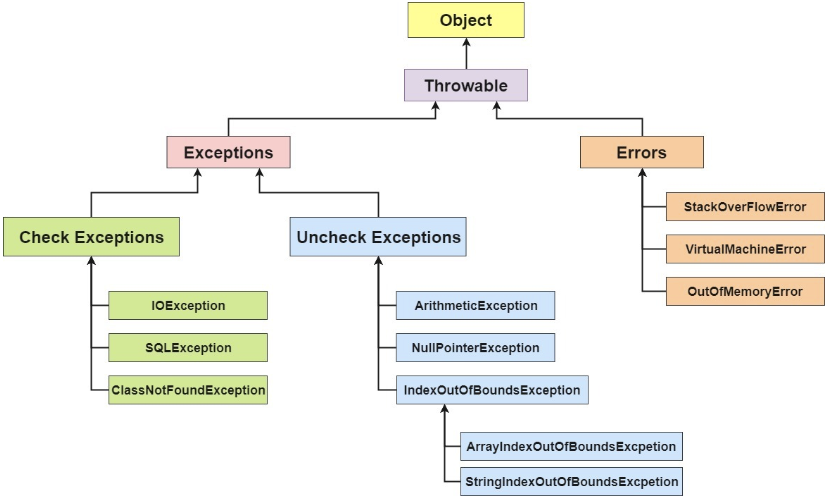 Object
Throwable
Exceptions
Errors
Check Exceptions
Uncheck Exceptions
StackOverFlowError
VirtualMachineError
OutOfMemoryError
IOException
SQLException
ClassNotFoundException
ArithmeticException
NullPointerException
IndexOutOfBoundsException
ArrayIndexOutOfBoundsExcpetion
StringIndexOutOfBoundsExcpetion